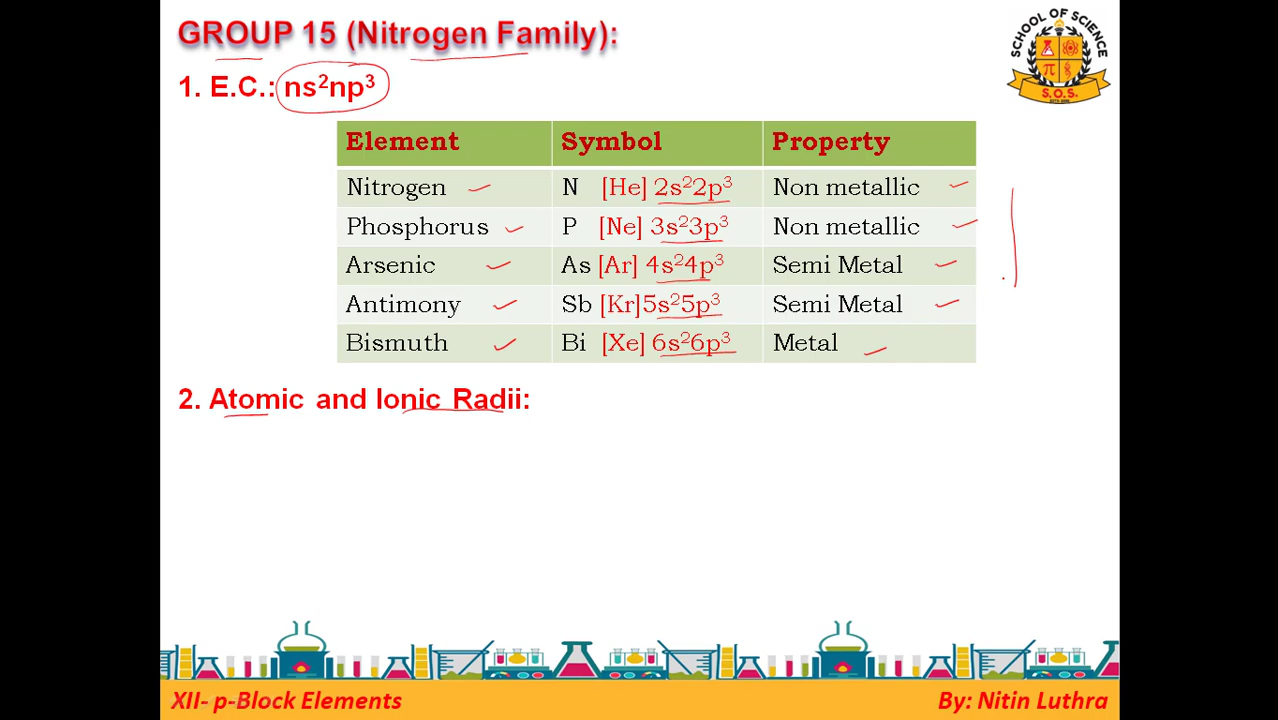 GROUP 15 (Nitrogen Family):
SCHOOL OF SCIENCE
π
S.O.S.
1. E.C.: ns²np³
Element Symbol Property
Nitrogen N [He] 2s²2p³ Non metallic
Phosphorus P [Ne] 3s²3p³ Non metallic
Arsenic As [Ar] 4s²4p³ Semi Metal
Antimony Sb [Kr]5s²5p³ Semi Metal
Bismuth Bi [Xe] 6s²6p³ Metal
2. Atomic and Ionic Radii:
XII- p-Block Elements By: Nitin Luthra